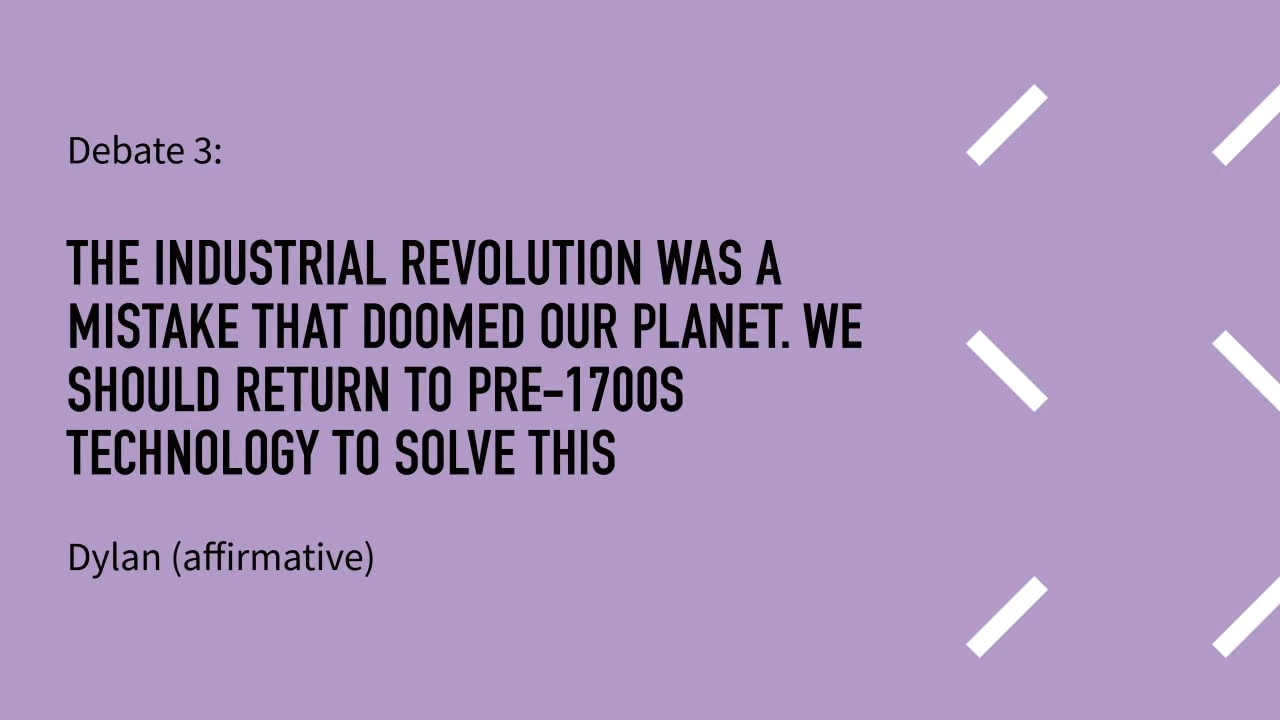 Debate 3:
THE INDUSTRIAL REVOLUTION WAS A
MISTAKE THAT DOOMED OUR PLANET. WE
SHOULD RETURN TO PRE-1700S
TECHNOLOGY TO SOLVE THIS
Dylan (affirmative)